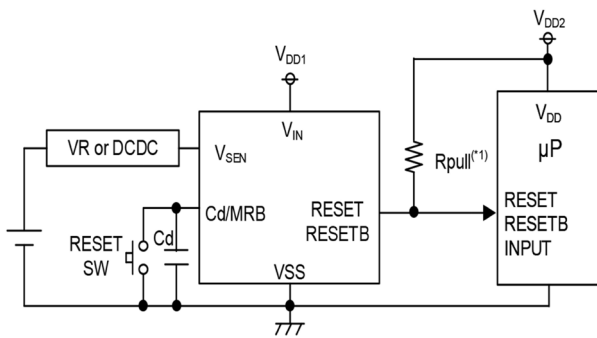 VDD1
VDD2
VR or DCDC
VSEN
VIN
Cd/MRB
RESET
RESETB
VSS
RESET
SW
Cd
Rpull(*1)
VDD
µP
RESET
RESETB
INPUT